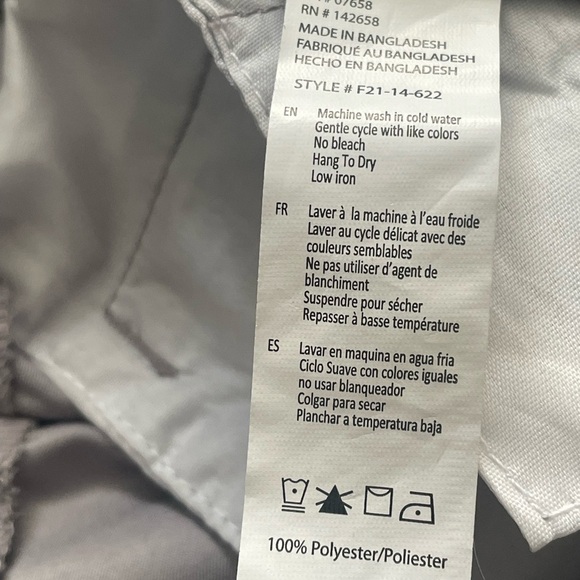 RN # 142658
MADE IN BANGLADESH
FABRIQUÉ AU BANGLADESH
HECHO EN BANGLADESH
STYLE # F21-14-622
EN Machine wash in cold water
Gentle cycle with like colors
No bleach
Hang To Dry
Low iron
FR Laver à la machine à l'eau froide
Laver au cycle délicat avec des
couleurs semblables
Ne pas utiliser d'agent de
blanchiment
Suspendre pour sécher
Repasser à basse température
ES Lavar en maquina en agua fria
Ciclo Suave con colores iguales
no usar blanqueador
Colgar para secar
Planchar a temperatura baja
100% Polyester/Poliester